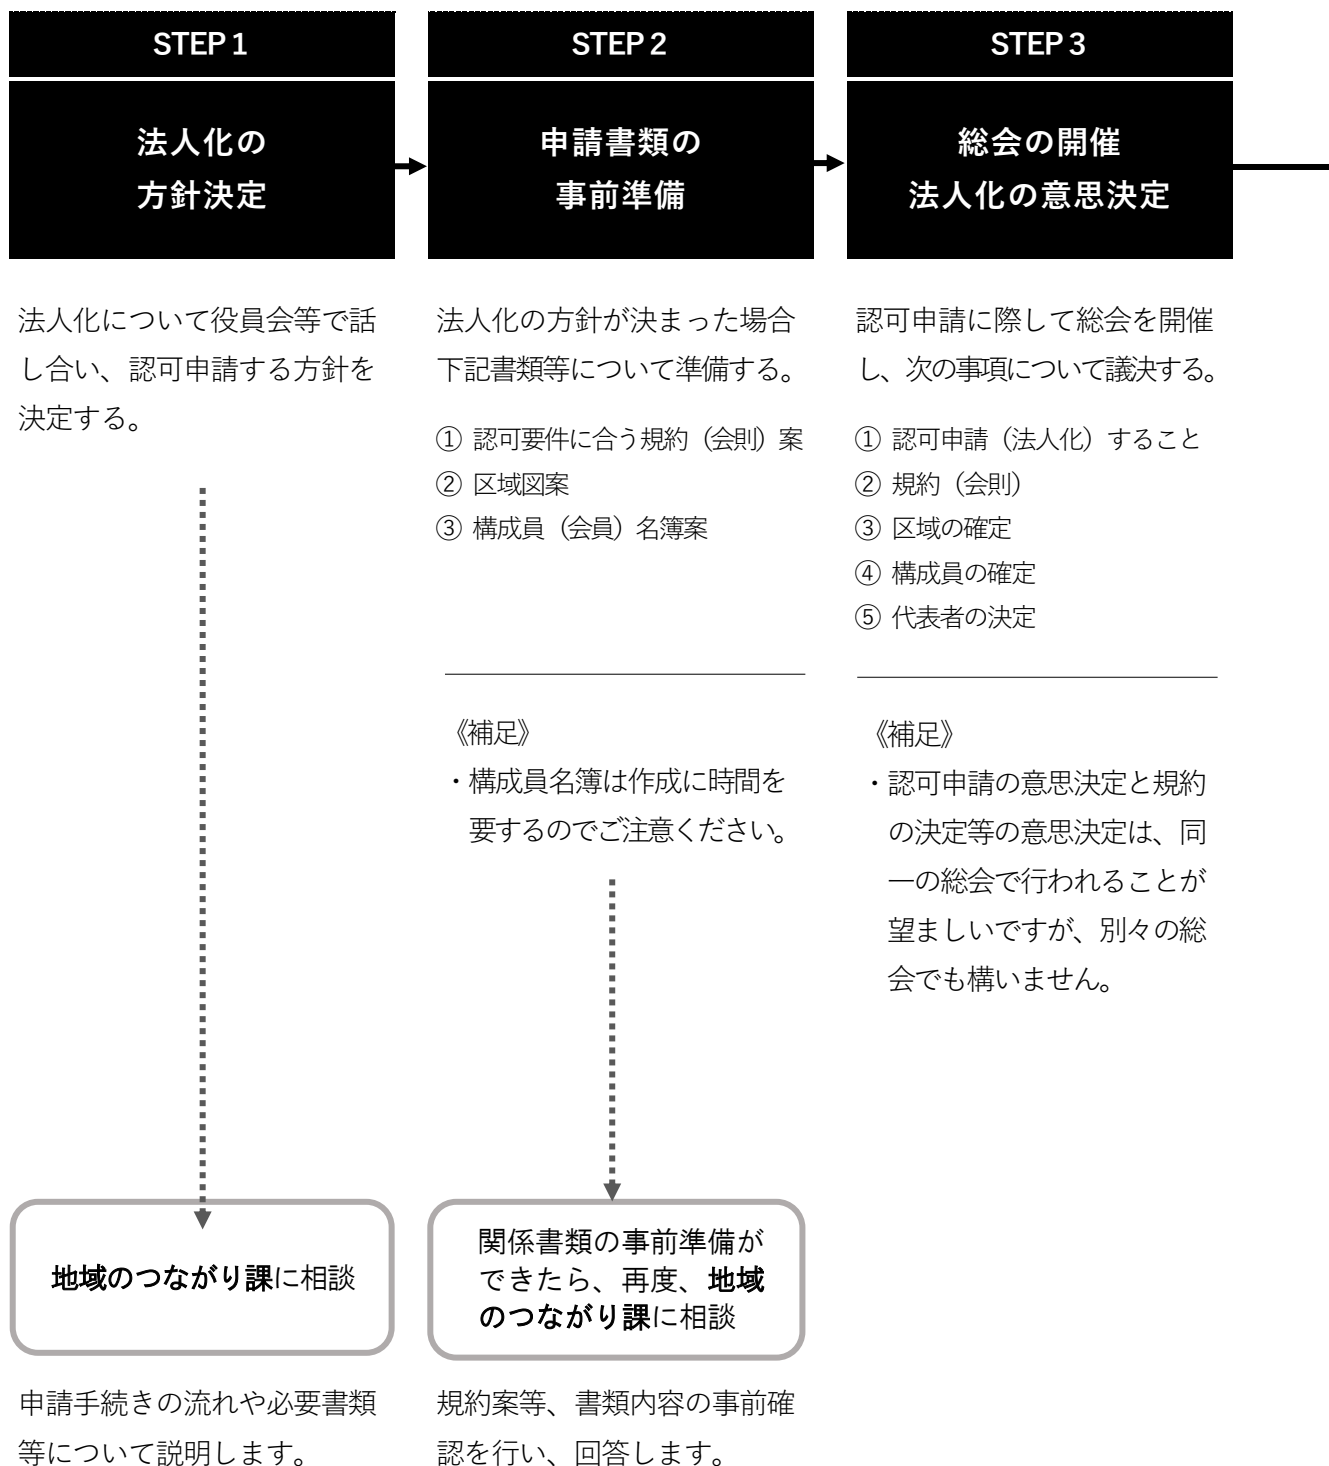 STEP 1
法人化の
方針決定
法人化について役員会等で話
し合い、認可申請する方針を
決定する。
地域のつながり課に相談
申請手続きの流れや必要書類
等について説明します。
STEP 2
申請書類の
事前準備
法人化の方針が決まった場合
下記書類等について準備する。
① 認可要件に合う規約（会則）案
② 区域図案
③ 構成員（会員）名簿案
《補足》
・構成員名簿は作成に時間を
要するのでご注意ください。
関係書類の事前準備が
できたら、再度、地域
のつながり課に相談
規約案等、書類内容の事前確
認を行い、回答します。
STEP 3
総会の開催
法人化の意思決定
認可申請に際して総会を開催
し、次の事項について議決する。
① 認可申請（法人化）すること
② 規約（会則）
③ 区域の確定
④ 構成員の確定
⑤ 代表者の決定
《補足》
・認可申請の意思決定と規約
の決定等の意思決定は、同
一の総会で行われることが
望ましいですが、別々の総
会でも構いません。